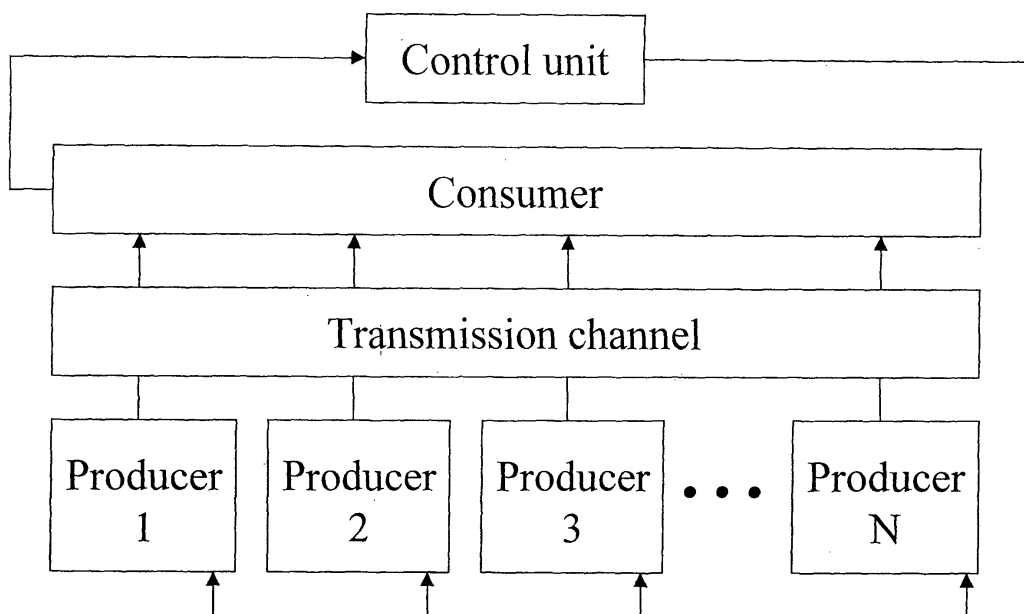 Control unit
Consumer
Transmission channel
Producer
1
Producer
2
Producer
3
Producer
N